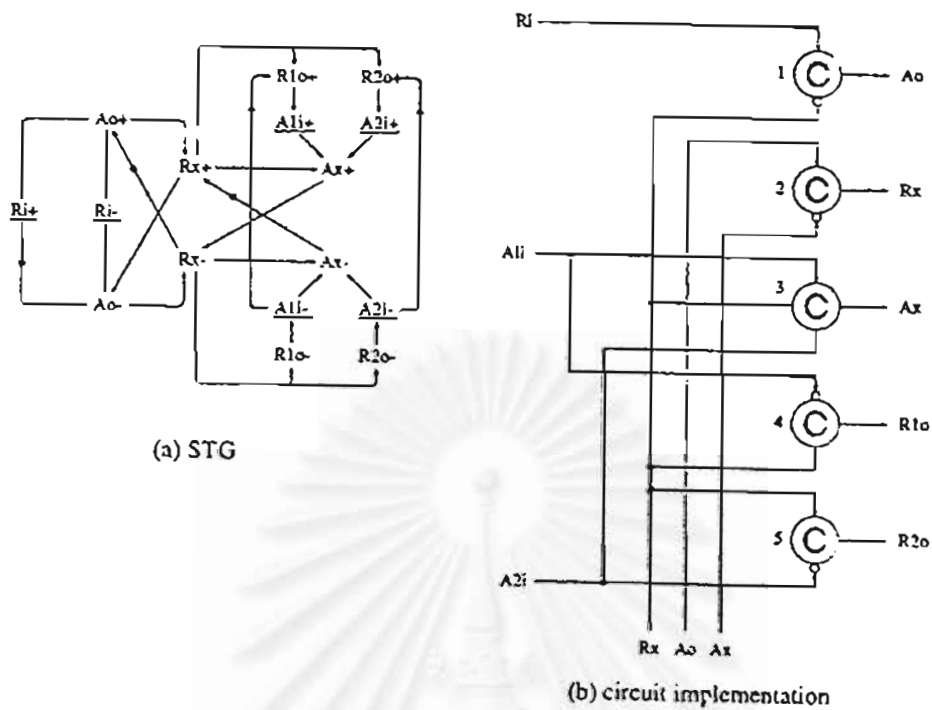 R1o+ R2o+
Ao+ A1i+ A2i+
Rx+ Ax+
Ri+ Ri-
Rx- Ax-
Ao- A1i- A2i-
R1o- R2o-
(a) STG
Ri
1 C Ao
2 C Rx
A1i
3 C Ax
4 C R1o
5 C R2o
A2i
Rx Ao Ax
(b) circuit implementation